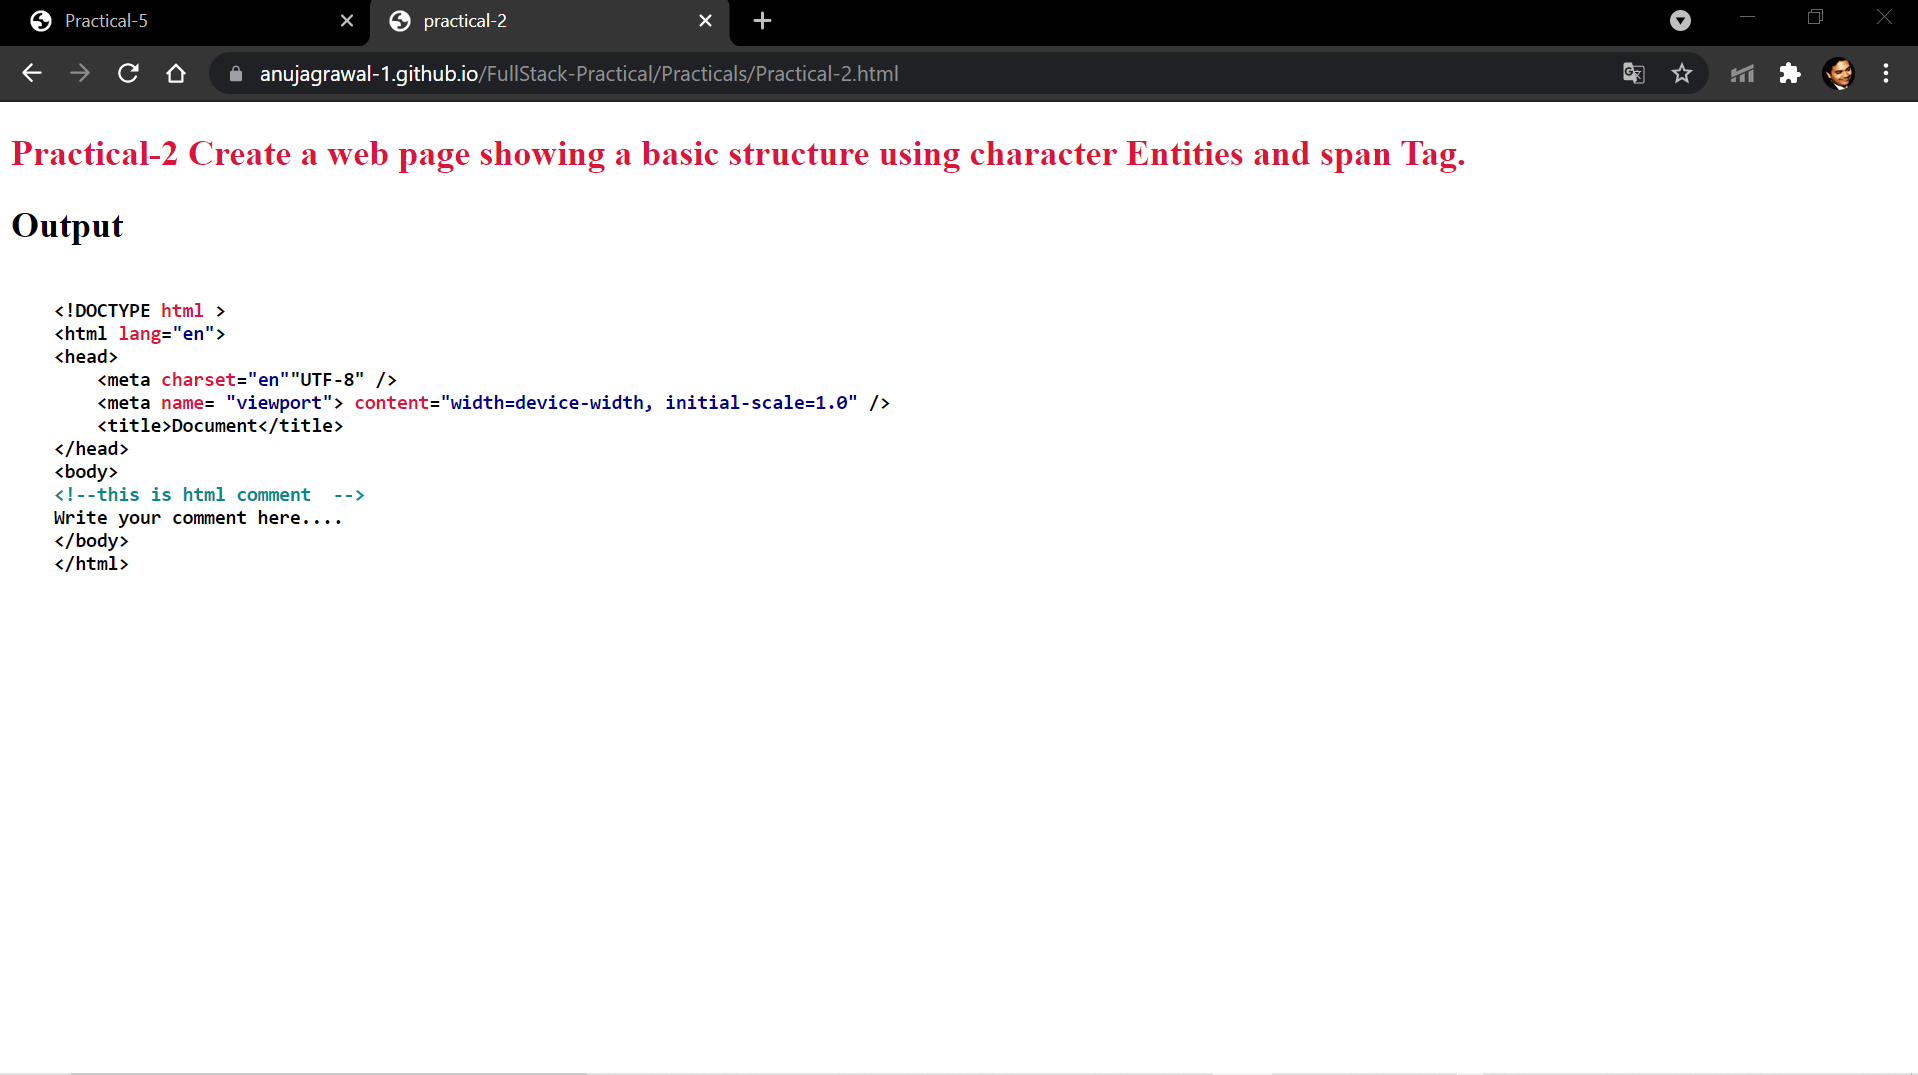 Practical-5
practical-2
anujagrawal-1.github.io/FullStack-Practical/Practicals/Practical-2.html
Practical-2 Create a web page showing a basic structure using character Entities and span Tag.
Output
<!DOCTYPE html >
<html lang="en">
<head>
    <meta charset="en""UTF-8" />
    <meta name= "viewport"> content="width=device-width, initial-scale=1.0" />
    <title>Document</title>
</head>
<body>
<!--this is html comment  -->
Write your comment here....
</body>
</html>